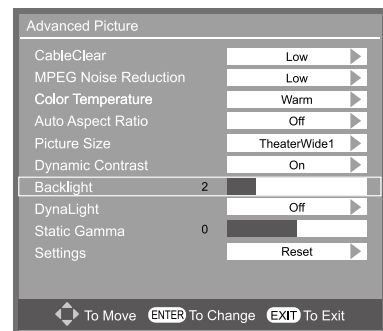 Advanced Picture
CableClear Low
MPEG Noise Reduction Low
Color Temperature Warm
Auto Aspect Ratio Off
Picture Size TheaterWide1
Dynamic Contrast On
Backlight 2
DynaLight Off
Static Gamma 0
Settings Reset
To Move ENTER To Change EXIT To Exit